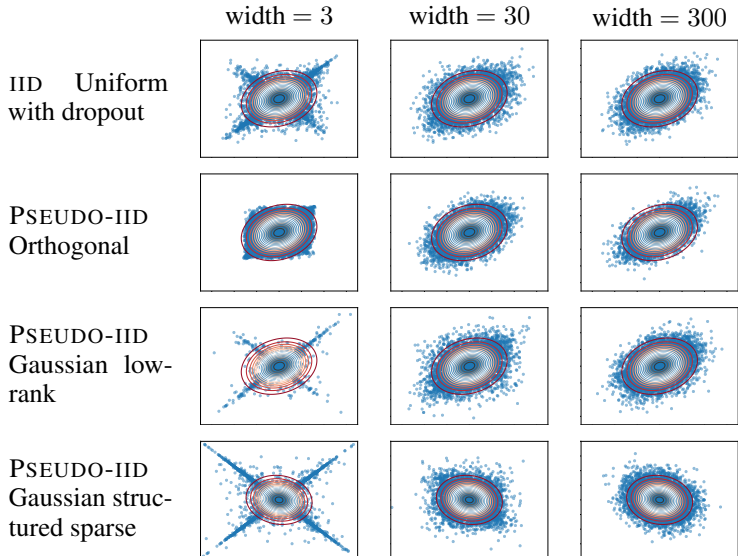 width = 3
width = 30
width = 300
IID Uniform
with dropout
PSEUDO-IID
Orthogonal
PSEUDO-IID
Gaussian low-
rank
PSEUDO-IID
Gaussian struc-
tured sparse